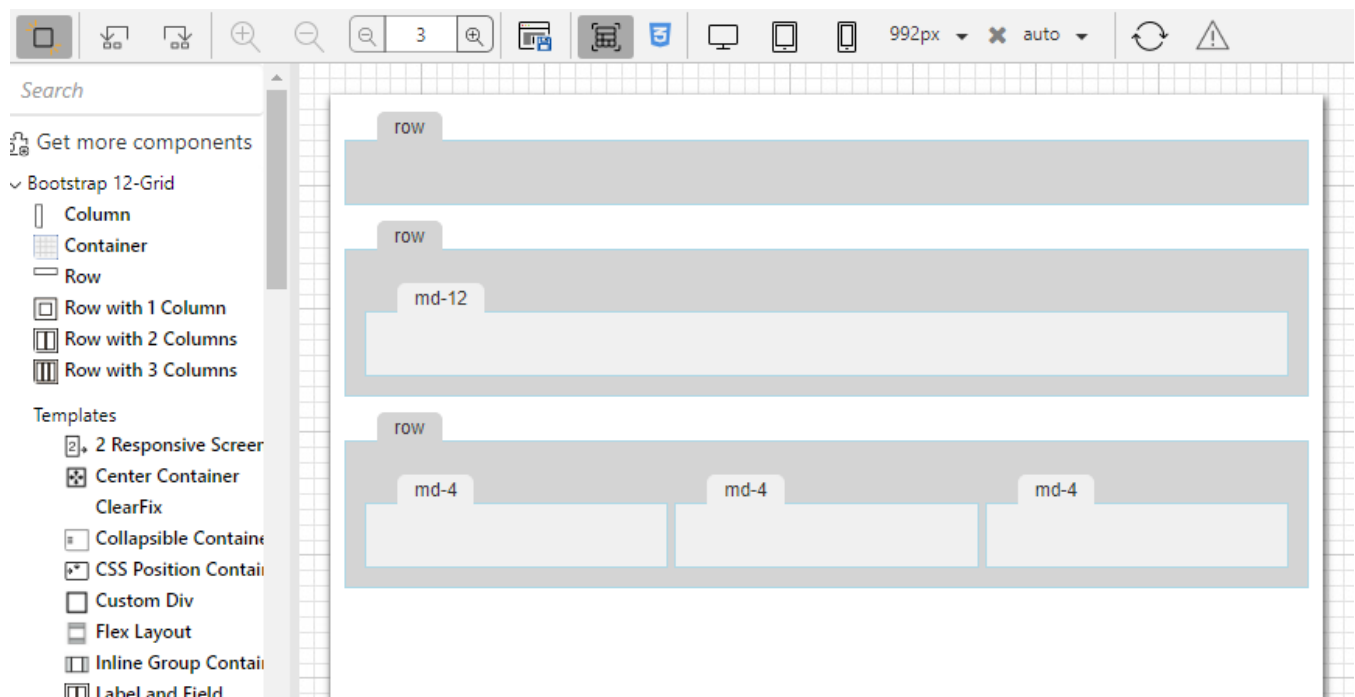 3
992px
auto
Search
Get more components
Bootstrap 12-Grid
Column
Container
Row
Row with 1 Column
Row with 2 Columns
Row with 3 Columns
Templates
2 Responsive Screen
Center Container
ClearFix
Collapsible Containe
CSS Position Contai
Custom Div
Flex Layout
Inline Group Contai
Label and Field
row
row
md-12
row
md-4 md-4 md-4